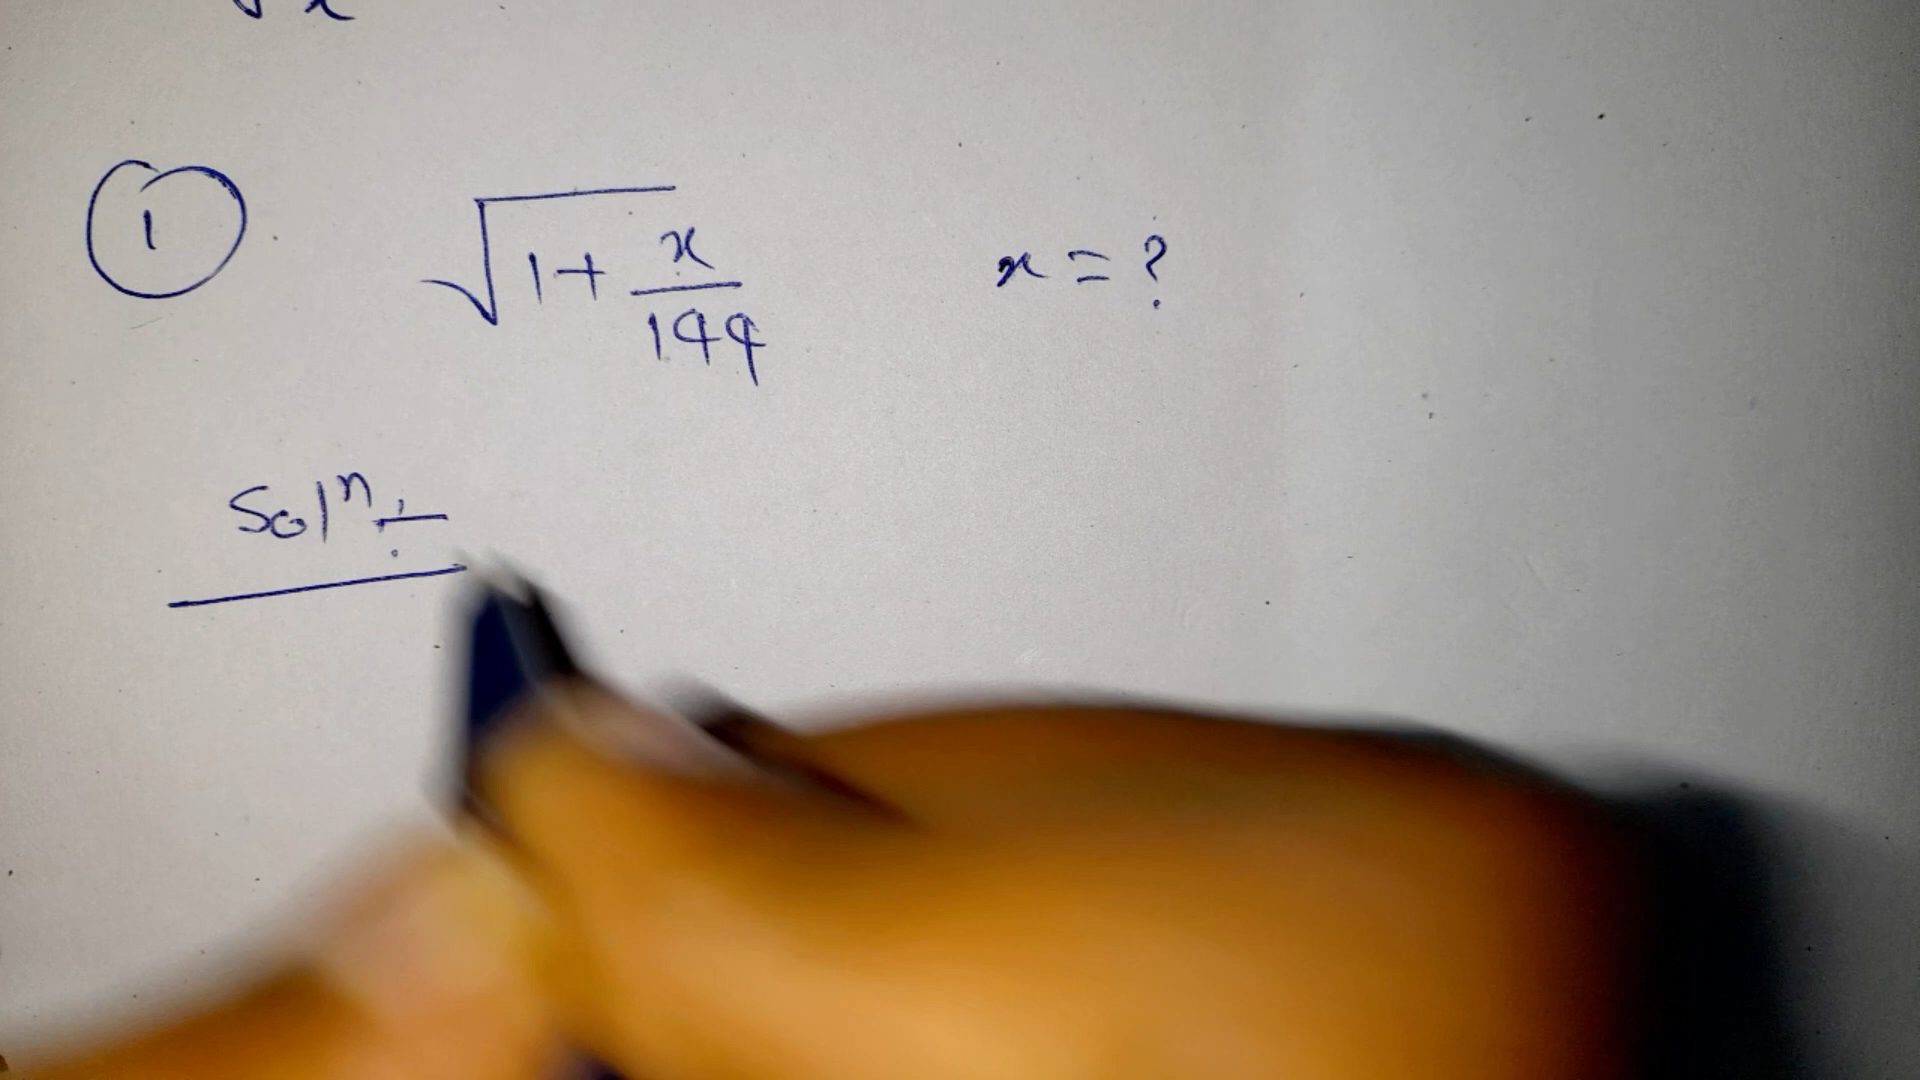 x
① √(1 + x/144) x = ?
Solⁿ :-